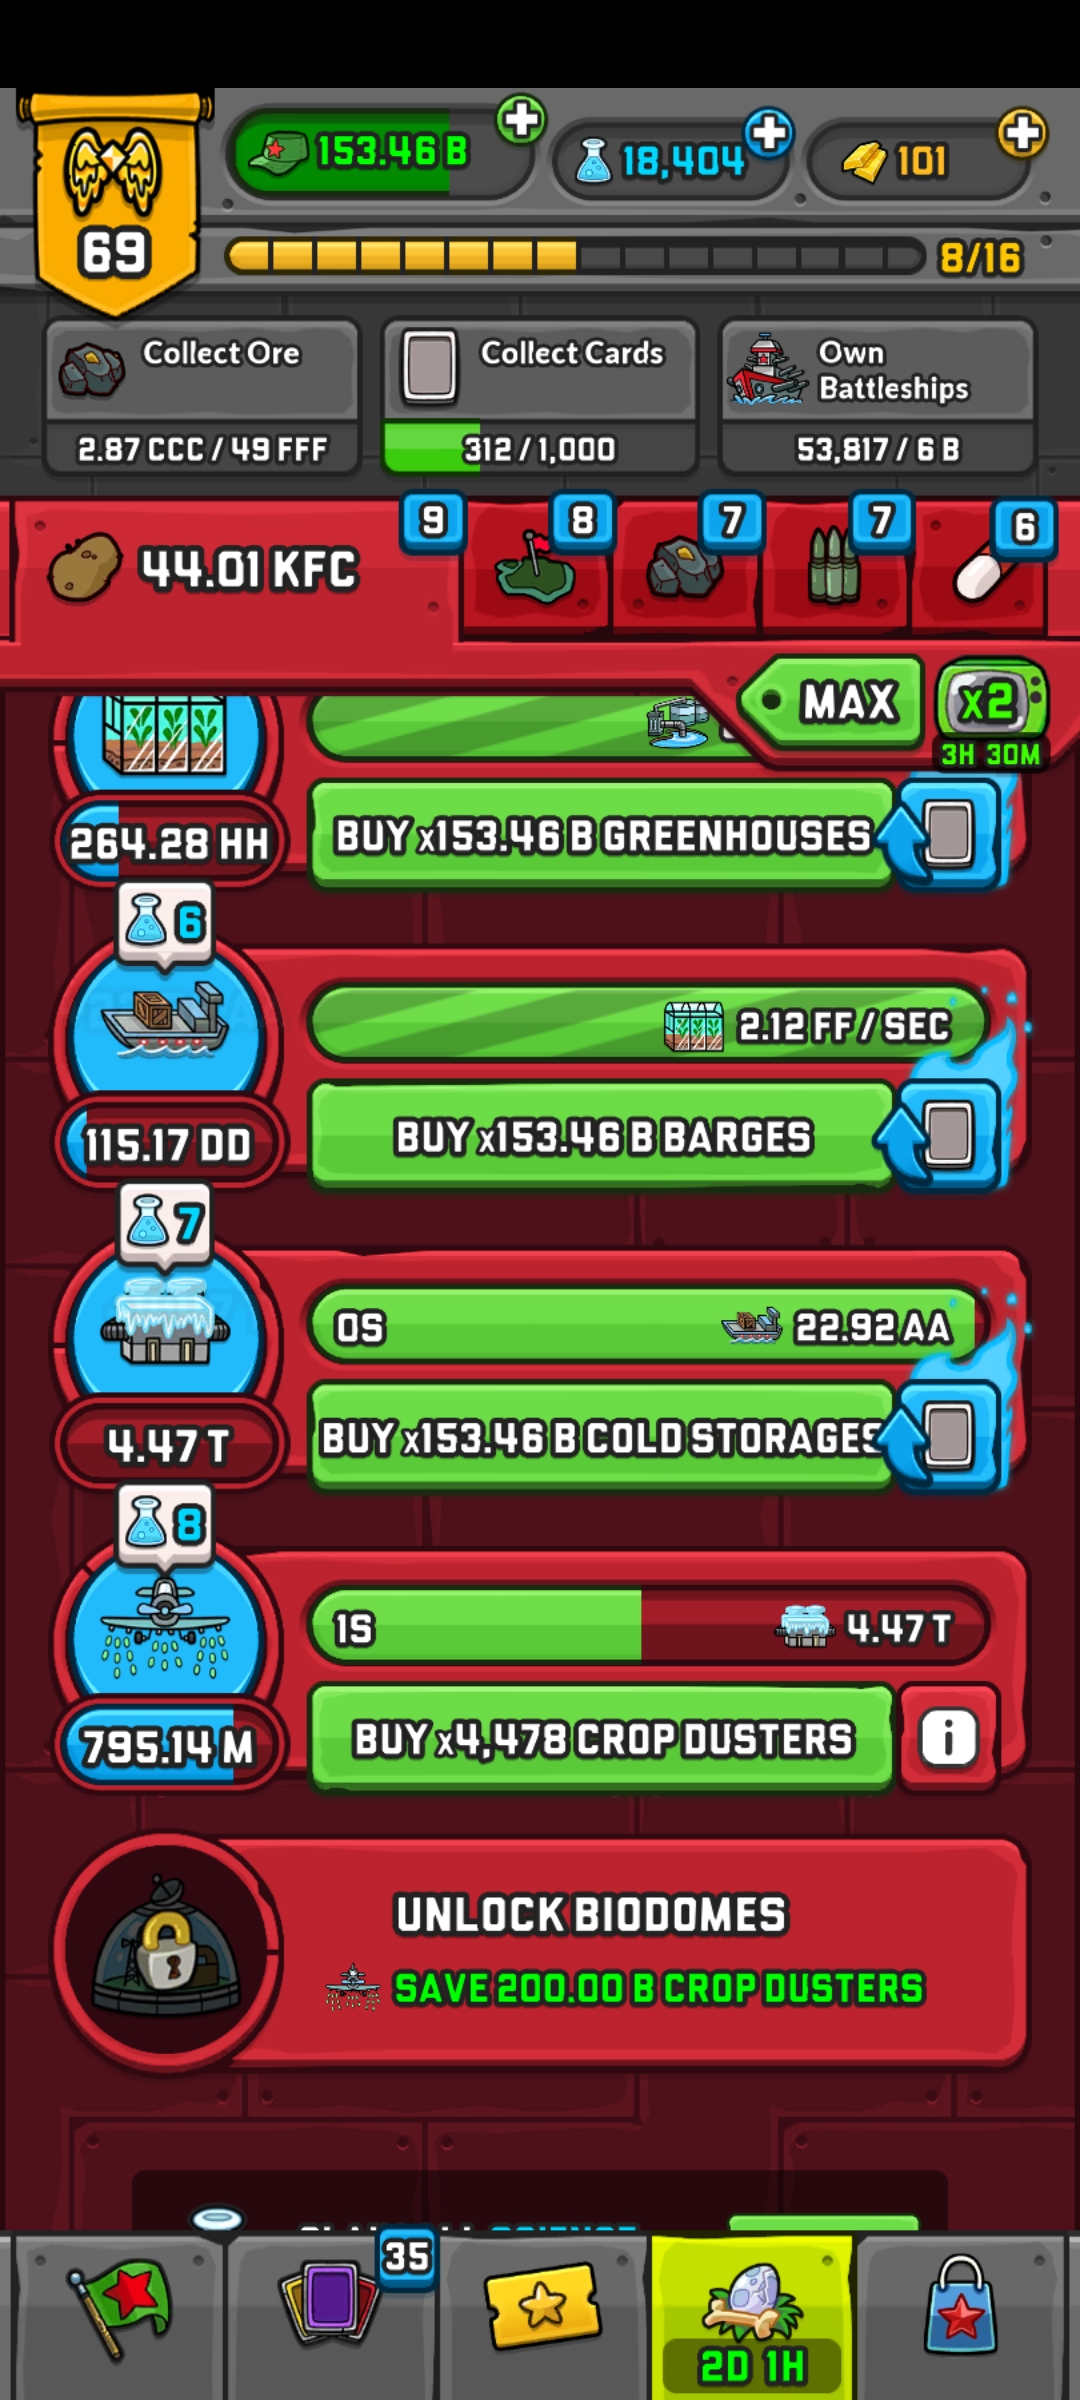 69
153.46 B
18,404
101
8/16
Collect Ore
2.87 CCC / 49 FFF
Collect Cards
312 / 1,000
Own
Battleships
53,817 / 6 B
44.01 KFC
9
8
7
7
6
MAX
x2
3H 30M
264.28 HH
BUY x153.46 B GREENHOUSES
6
2.12 FF / SEC
115.17 DD
BUY x153.46 B BARGES
7
0S
22.92 AA
4.47 T
BUY x153.46 B COLD STORAGES
8
1S
4.47 T
795.14 M
BUY x4,478 CROP DUSTERS
i
UNLOCK BIODOMES
SAVE 200.00 B CROP DUSTERS
35
2D 1H